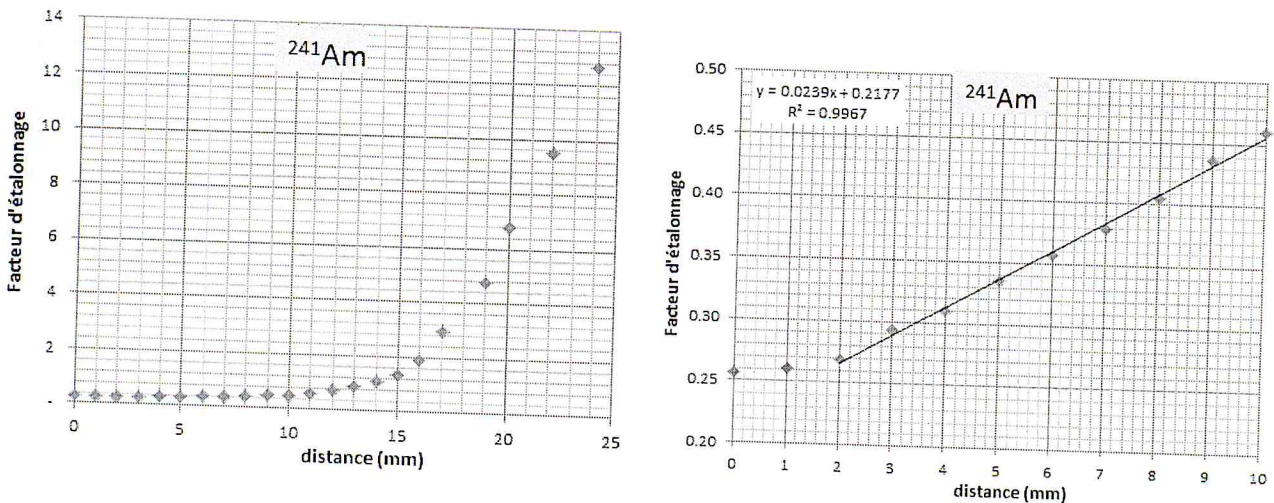 14
12
10
8
6
4
2
-
Facteur d'étalonnage
²⁴¹Am
0 5 10 15 20 25
distance (mm)
0.50
0.45
0.40
0.35
0.30
0.25
0.20
Facteur d'étalonnage
y = 0.0239x + 0.2177
R² = 0.9967
²⁴¹Am
0 1 2 3 4 5 6 7 8 9 10
distance (mm)